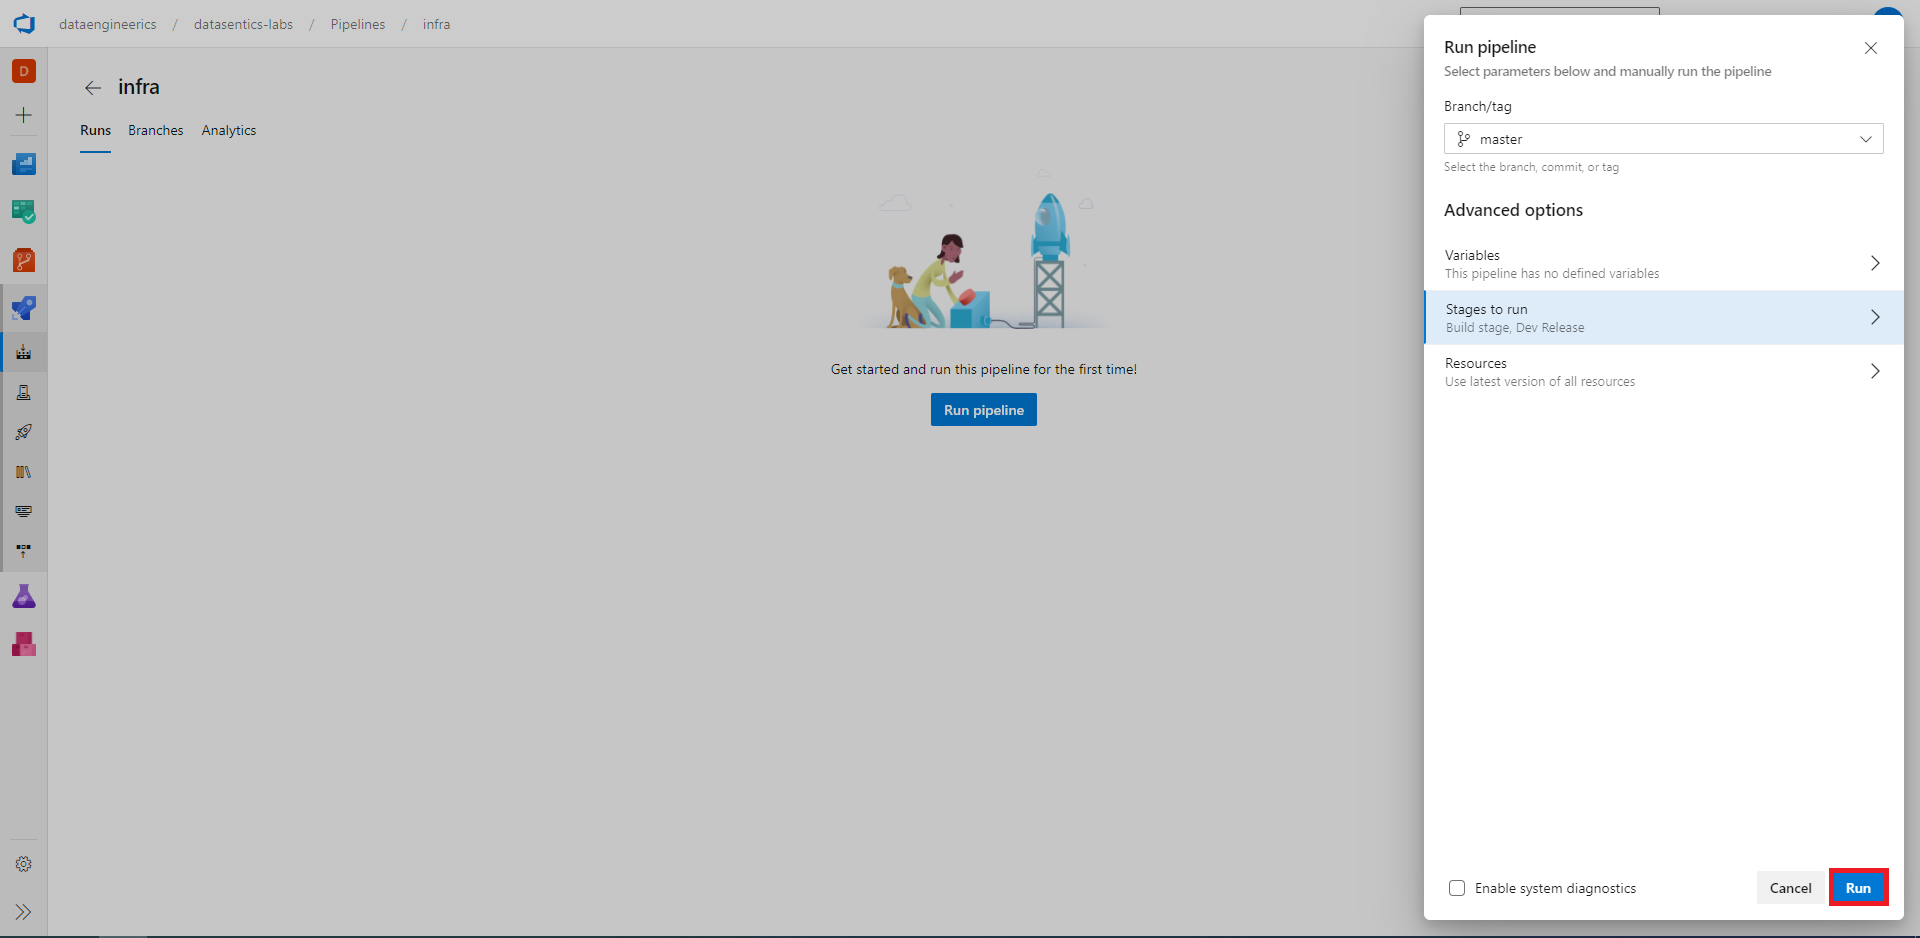 dataengineerics / datasentics-labs / Pipelines / infra
D
infra
Runs Branches Analytics
Get started and run this pipeline for the first time!
Run pipeline
Run pipeline
Select parameters below and manually run the pipeline
Branch/tag
master
Select the branch, commit, or tag
Advanced options
Variables
This pipeline has no defined variables
Stages to run
Build stage, Dev Release
Resources
Use latest version of all resources
Enable system diagnostics
Cancel Run